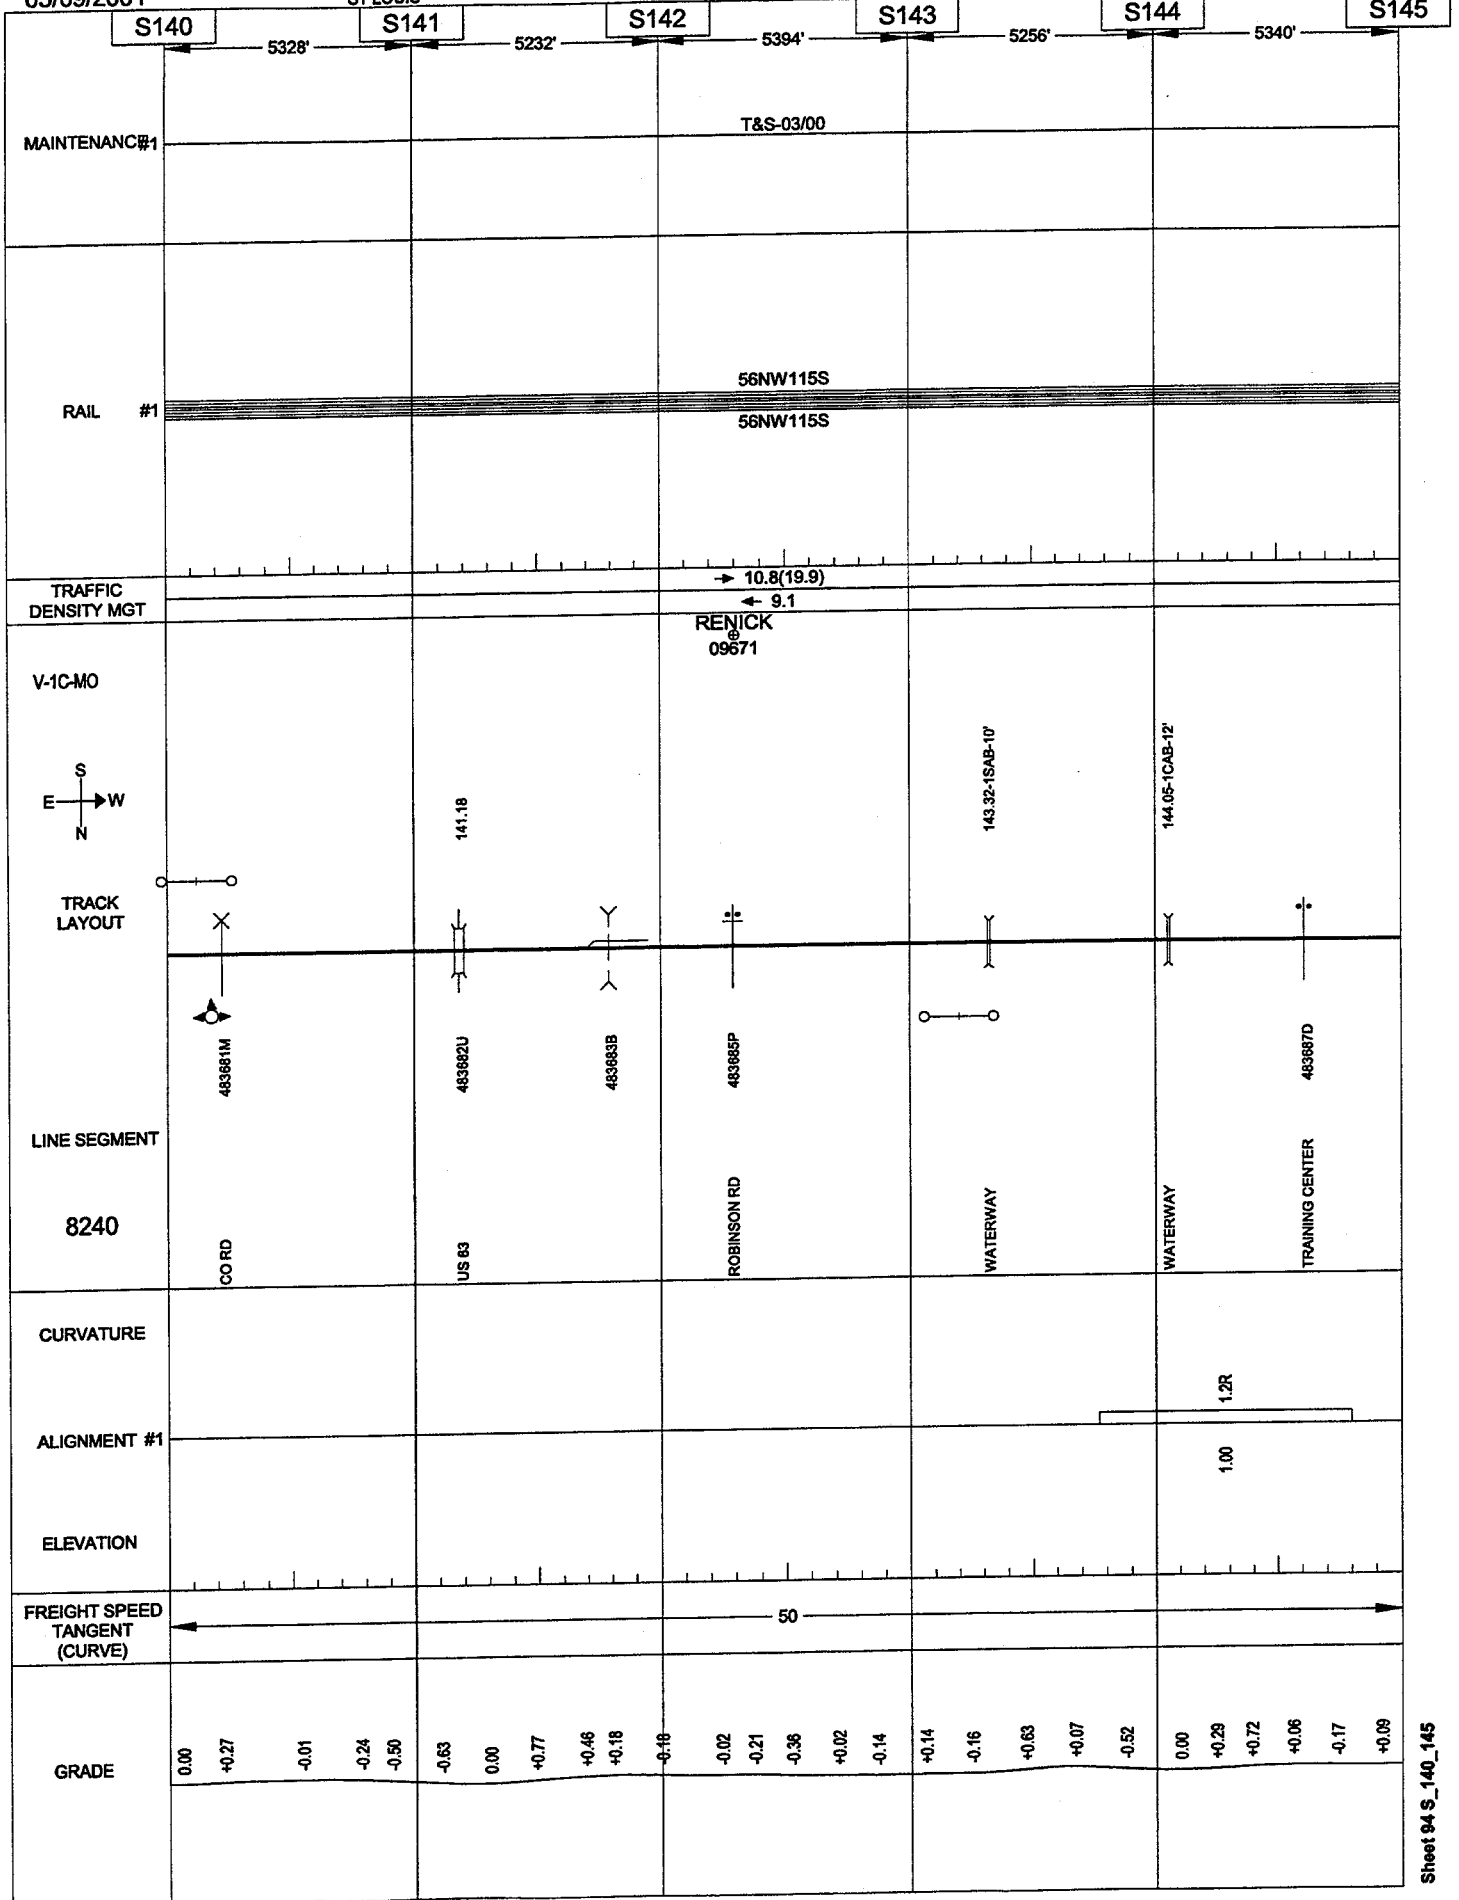 S140 S141 S142 S143 S144 S145
5328' 5232' 5394' 5256' 5340'
MAINTENANCE#1
T&S-03/00
56NW115S
RAIL #1
56NW115S
TRAFFIC
DENSITY MGT
10.8(19.9)
9.1
RENICK
09671
V-1C-MO
S
E W
N
141.18
143.32-1SAB-10'
144.05-1CAB-12'
TRACK
LAYOUT
483681M
483682U
483683B
483685P
483687D
LINE SEGMENT
8240
CO RD
US 63
ROBINSON RD
WATERWAY
WATERWAY
TRAINING CENTER
CURVATURE
1.2R
ALIGNMENT #1
1.00
ELEVATION
FREIGHT SPEED
TANGENT
(CURVE)
50
GRADE
0.00
+0.27
-0.01
-0.24
-0.50
-0.63
0.00
+0.77
+0.46
+0.18
-0.18
-0.02
-0.21
-0.36
+0.02
-0.14
+0.14
-0.16
+0.63
+0.07
-0.52
0.00
+0.29
+0.72
+0.06
-0.17
+0.09
Sheet 94 S_140_145